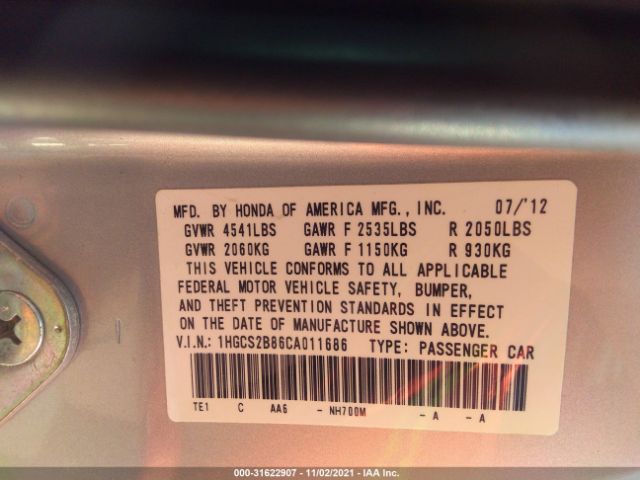 MFD. BY HONDA OF AMERICA MFG., INC. 07/'12
GVWR 4541LBS GAWR F 2535LBS R 2050LBS
GVWR 2060KG GAWR F 1150KG R 930KG
THIS VEHICLE CONFORMS TO ALL APPLICABLE
FEDERAL MOTOR VEHICLE SAFETY, BUMPER,
AND THEFT PREVENTION STANDARDS IN EFFECT
ON THE DATE OF MANUFACTURE SHOWN ABOVE.
V.I.N.: 1HGCS2B86CA011686 TYPE: PASSENGER CAR
TE1 C AA6 - NH700M - A - A
000-31622907 - 11/02/2021 - IAA Inc.